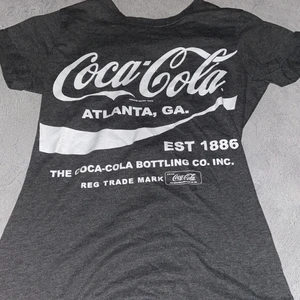 Coca-Cola
ATLANTA, GA.
EST 1886
THE COCA-COLA BOTTLING CO. INC.
REG TRADE MARK
Coca-Cola